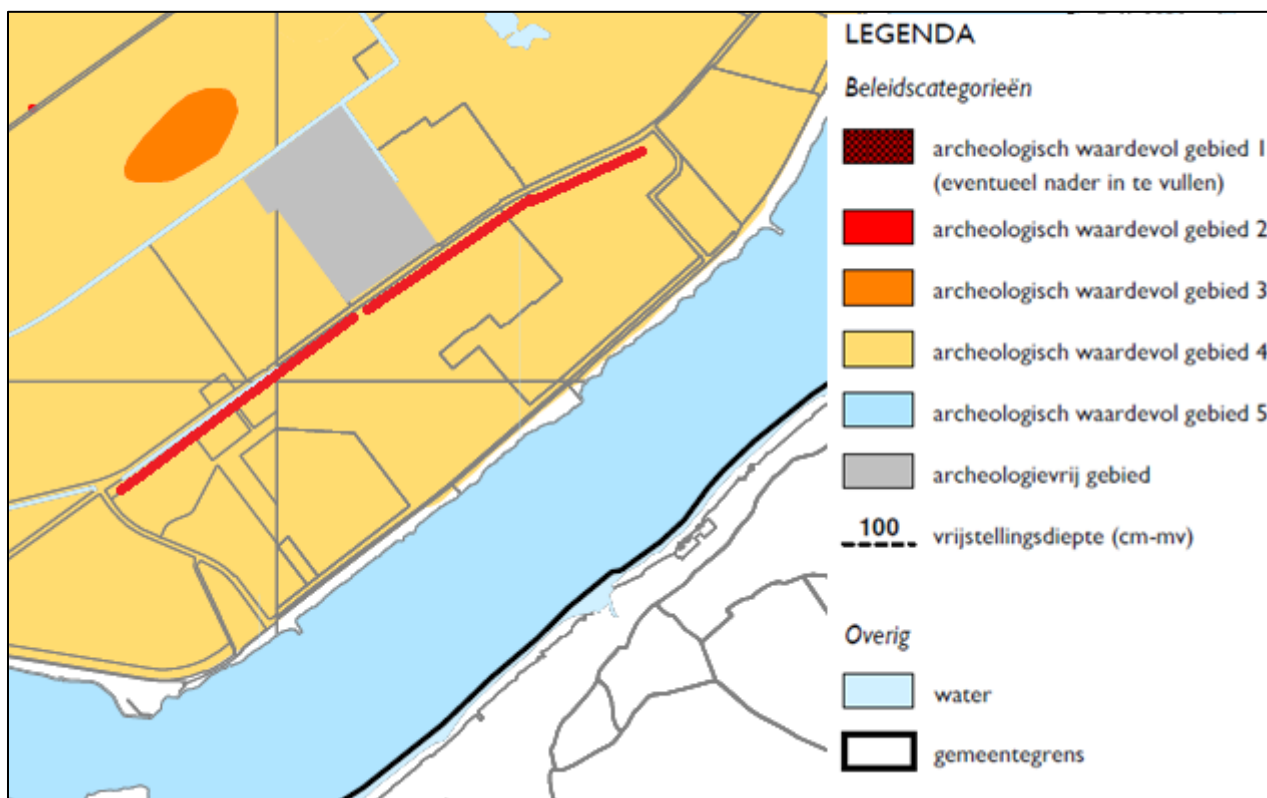 LEGENDA
Beleidscategorieën
archeologisch waardevol gebied 1
(eventueel nader in te vullen)
archeologisch waardevol gebied 2
archeologisch waardevol gebied 3
archeologisch waardevol gebied 4
archeologisch waardevol gebied 5
archeologievrij gebied
100 vrijstellingsdiepte (cm-mv)
Overig
water
gemeentegrens